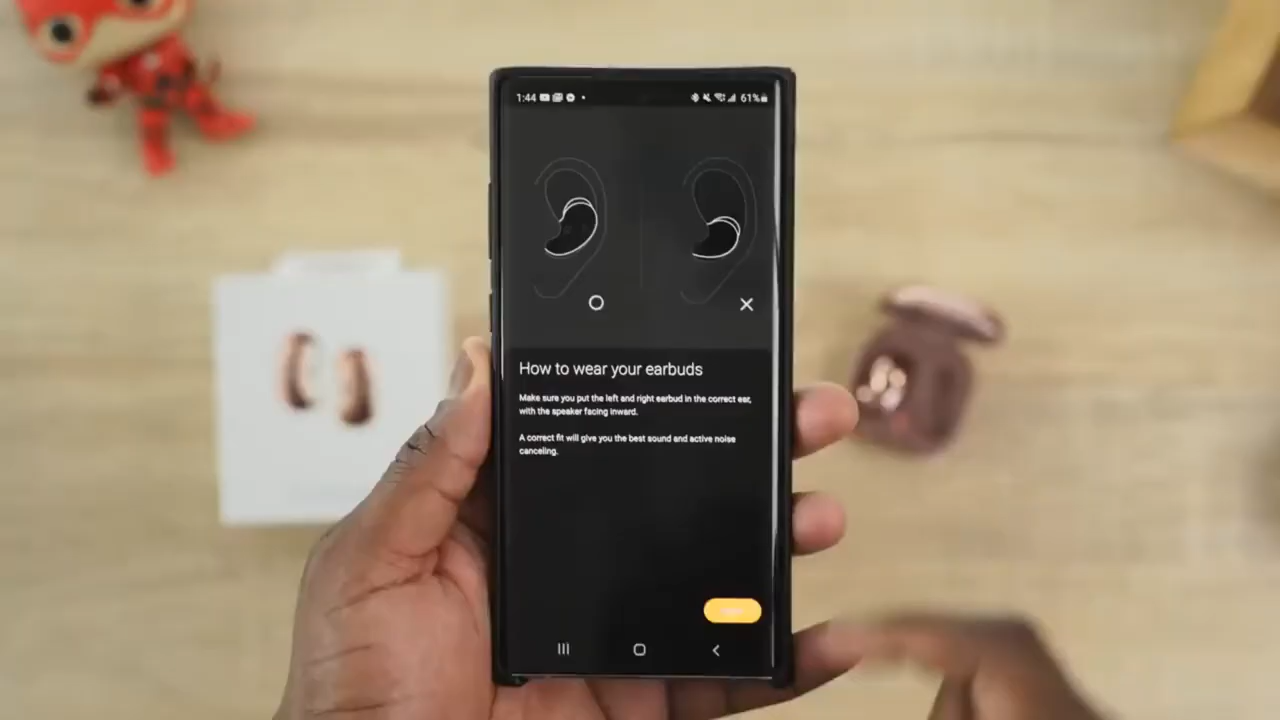 1:44
61%
How to wear your earbuds
Make sure you put the left and right earbud in the correct ear,
with the speaker facing inward.
A correct fit will give you the best sound and active noise
canceling.